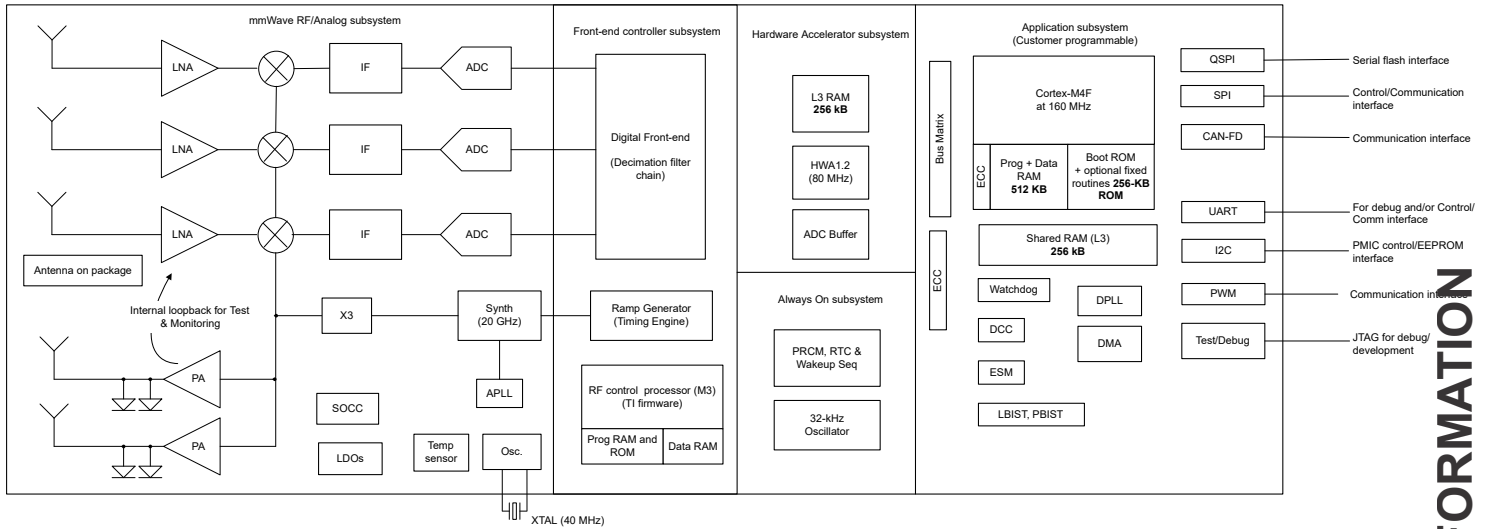 mmWave RF/Analog subsystem
LNA
IF
ADC
LNA
IF
ADC
LNA
IF
ADC
Antenna on package
Internal loopback for Test
& Monitoring
X3
Synth
(20 GHz)
PA
APLL
PA
SOCC
LDOs
Temp
sensor
Osc.
XTAL (40 MHz)
Front-end controller subsystem
Digital Front-end
(Decimation filter
chain)
Ramp Generator
(Timing Engine)
RF control processor (M3)
(TI firmware)
Prog RAM and
ROM
Data RAM
Hardware Accelerator subsystem
L3 RAM
256 kB
HWA1.2
(80 MHz)
ADC Buffer
Always On subsystem
PRCM, RTC &
Wakeup Seq
32-kHz
Oscillator
Application subsystem
(Customer programmable)
Bus Matrix
Cortex-M4F
at 160 MHz
ECC
Prog + Data
RAM
512 KB
Boot ROM
+ optional fixed
routines 256-KB
ROM
ECC
Shared RAM (L3)
256 kB
Watchdog
DPLL
DCC
DMA
ESM
LBIST, PBIST
QSPI
Serial flash interface
SPI
Control/Communication
interface
CAN-FD
Communication interface
UART
For debug and/or Control/
Comm interface
I2C
PMIC control/EEPROM
interface
PWM
Communication interface
Test/Debug
JTAG for debug/
development
FORMATION